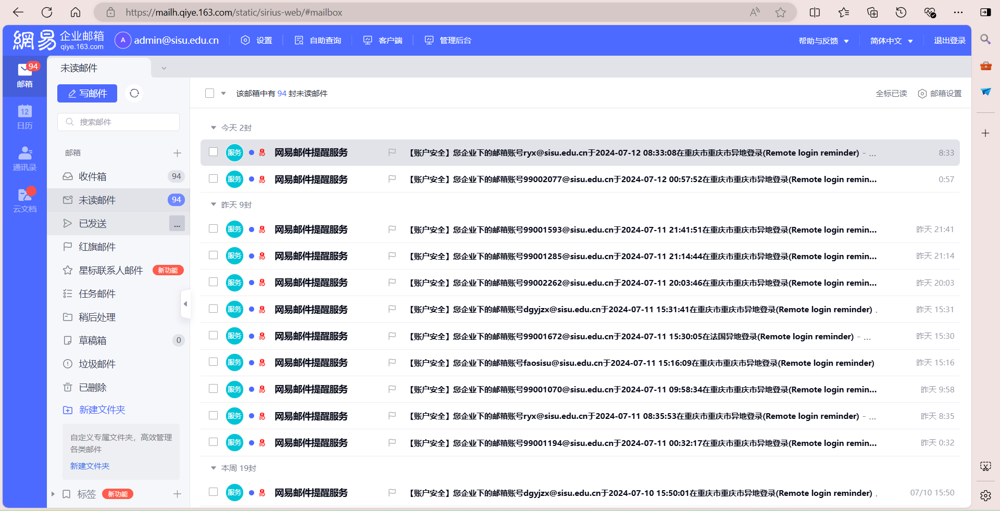 https://mailh.qiye.163.com/static/sirius-web/#mailbox
網易 企业邮箱 qiye.163.com
A admin@sisu.edu.cn 设置 自助查询 客户端 管理后台 帮助与反馈 简体中文 退出登录
94
邮箱
12
日历
通讯录
云文档
未读邮件
写邮件
搜索邮件
邮箱
收件箱 94
未读邮件 94
已发送 ...
红旗邮件
星标联系人邮件 新功能
任务邮件
稍后处理
草稿箱 0
垃圾邮件
已删除
新建文件夹
自定义专属文件夹，高效管理
各类邮件
新建文件夹
标签 新功能
该邮箱中有 94 封未读邮件 全标已读 邮箱设置
今天 2封
服务 易 网易邮件提醒服务 【账户安全】您企业下的邮箱账号ryx@sisu.edu.cn于2024-07-12 08:33:08在重庆市重庆市异地登录(Remote login reminder) - ... 8:33
服务 易 网易邮件提醒服务 【账户安全】您企业下的邮箱账号99002077@sisu.edu.cn于2024-07-12 00:57:52在重庆市重庆市异地登录(Remote login remin... 0:57
昨天 9封
服务 易 网易邮件提醒服务 【账户安全】您企业下的邮箱账号99001593@sisu.edu.cn于2024-07-11 21:41:51在重庆市重庆市异地登录(Remote login remin... 昨天 21:41
服务 易 网易邮件提醒服务 【账户安全】您企业下的邮箱账号99001285@sisu.edu.cn于2024-07-11 21:14:44在重庆市重庆市异地登录(Remote login remin... 昨天 21:14
服务 易 网易邮件提醒服务 【账户安全】您企业下的邮箱账号99002262@sisu.edu.cn于2024-07-11 20:03:46在重庆市重庆市异地登录(Remote login remin... 昨天 20:03
服务 易 网易邮件提醒服务 【账户安全】您企业下的邮箱账号dgyjzx@sisu.edu.cn于2024-07-11 15:31:41在重庆市重庆市异地登录(Remote login reminder) . 昨天 15:31
服务 易 网易邮件提醒服务 【账户安全】您企业下的邮箱账号99001672@sisu.edu.cn于2024-07-11 15:30:05在法国异地登录(Remote login reminder) - ... 昨天 15:30
服务 易 网易邮件提醒服务 【账户安全】您企业下的邮箱账号faosisu@sisu.edu.cn于2024-07-11 15:16:09在重庆市重庆市异地登录(Remote login reminder) 昨天 15:16
服务 易 网易邮件提醒服务 【账户安全】您企业下的邮箱账号99001070@sisu.edu.cn于2024-07-11 09:58:34在重庆市重庆市异地登录(Remote login remin... 昨天 9:58
服务 易 网易邮件提醒服务 【账户安全】您企业下的邮箱账号ryx@sisu.edu.cn于2024-07-11 08:35:53在重庆市重庆市异地登录(Remote login reminder) - ... 昨天 8:35
服务 易 网易邮件提醒服务 【账户安全】您企业下的邮箱账号99001194@sisu.edu.cn于2024-07-11 00:32:17在重庆市重庆市异地登录(Remote login remin... 昨天 0:32
本周 19封
服务 易 网易邮件提醒服务 【账户安全】您企业下的邮箱账号dgyjzx@sisu.edu.cn于2024-07-10 15:50:01在重庆市重庆市异地登录(Remote login reminder) . 07/10 15:50